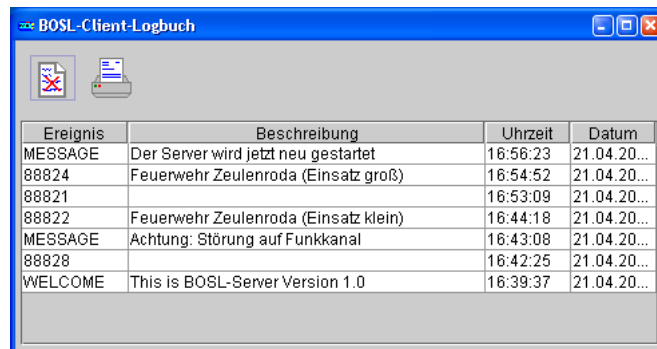 BOSL-Client-Logbuch
Ereignis Beschreibung Uhrzeit Datum
MESSAGE Der Server wird jetzt neu gestartet 16:56:23 21.04.20...
88824 Feuerwehr Zeulenroda (Einsatz groß) 16:54:52 21.04.20...
88821 16:53:09 21.04.20...
88822 Feuerwehr Zeulenroda (Einsatz klein) 16:44:18 21.04.20...
MESSAGE Achtung: Störung auf Funkkanal 16:43:08 21.04.20...
88828 16:42:25 21.04.20...
WELCOME This is BOSL-Server Version 1.0 16:39:37 21.04.20...